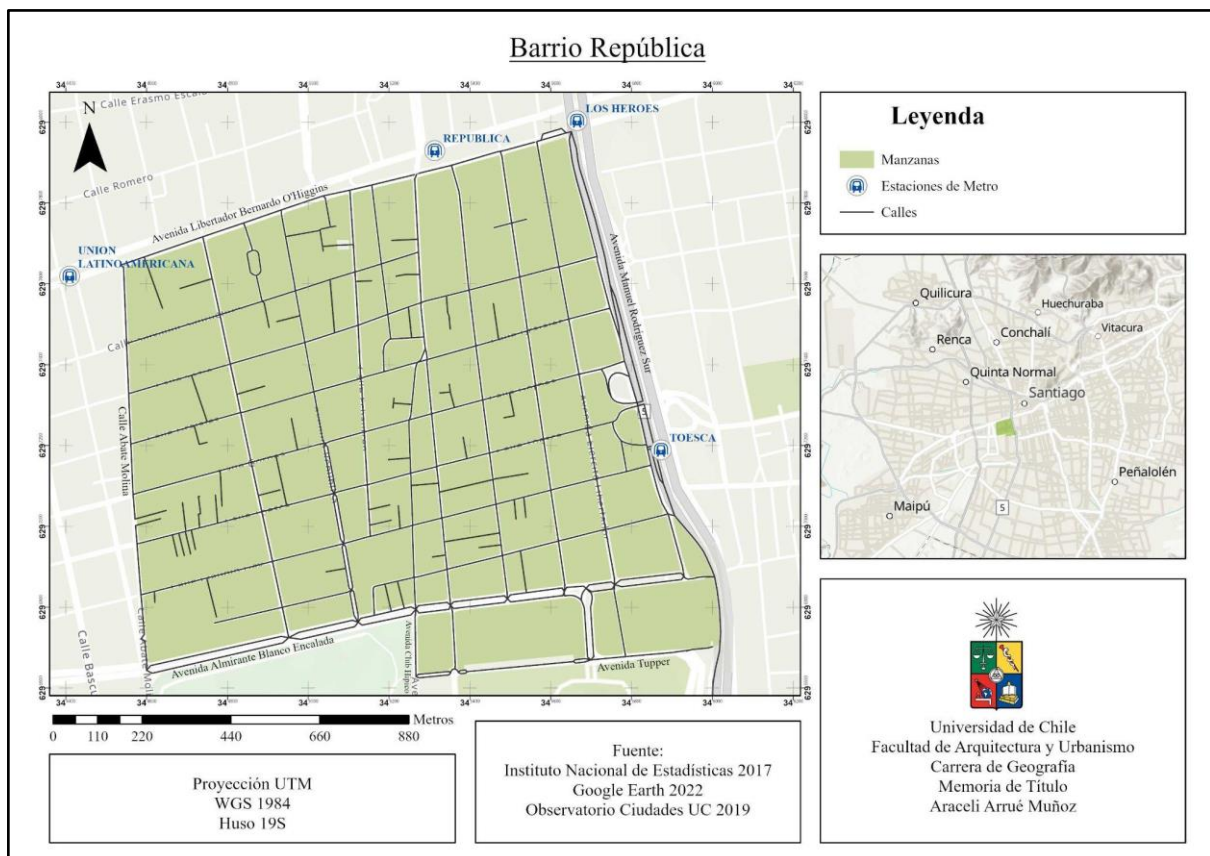 Barrio República
N
Calle Erasmo Escal
LOS HEROES
REPUBLICA
Calle Romero
Avenida Libertador Bernardo O'Higgins
UNION
LATINOAMERICANA
Avenida Manuel Rodriguez Sur
Calle Abate Molina
TOESCA
Calle Abate Moli
Calle Bascu
Avenida Almirante Blanco Encalada
Avenida Club Hípico
Ave
Avenida Tupper
Metros
0 110 220 440 660 880
Leyenda
Manzanas
Estaciones de Metro
Calles
Quilicura
Huechuraba
Renca
Conchalí
Vitacura
Quinta Normal
Santiago
Peñalolén
Maipú
5
Proyección UTM
WGS 1984
Huso 19S
Fuente:
Instituto Nacional de Estadísticas 2017
Google Earth 2022
Observatorio Ciudades UC 2019
Universidad de Chile
Facultad de Arquitectura y Urbanismo
Carrera de Geografía
Memoria de Título
Araceli Arrué Muñoz